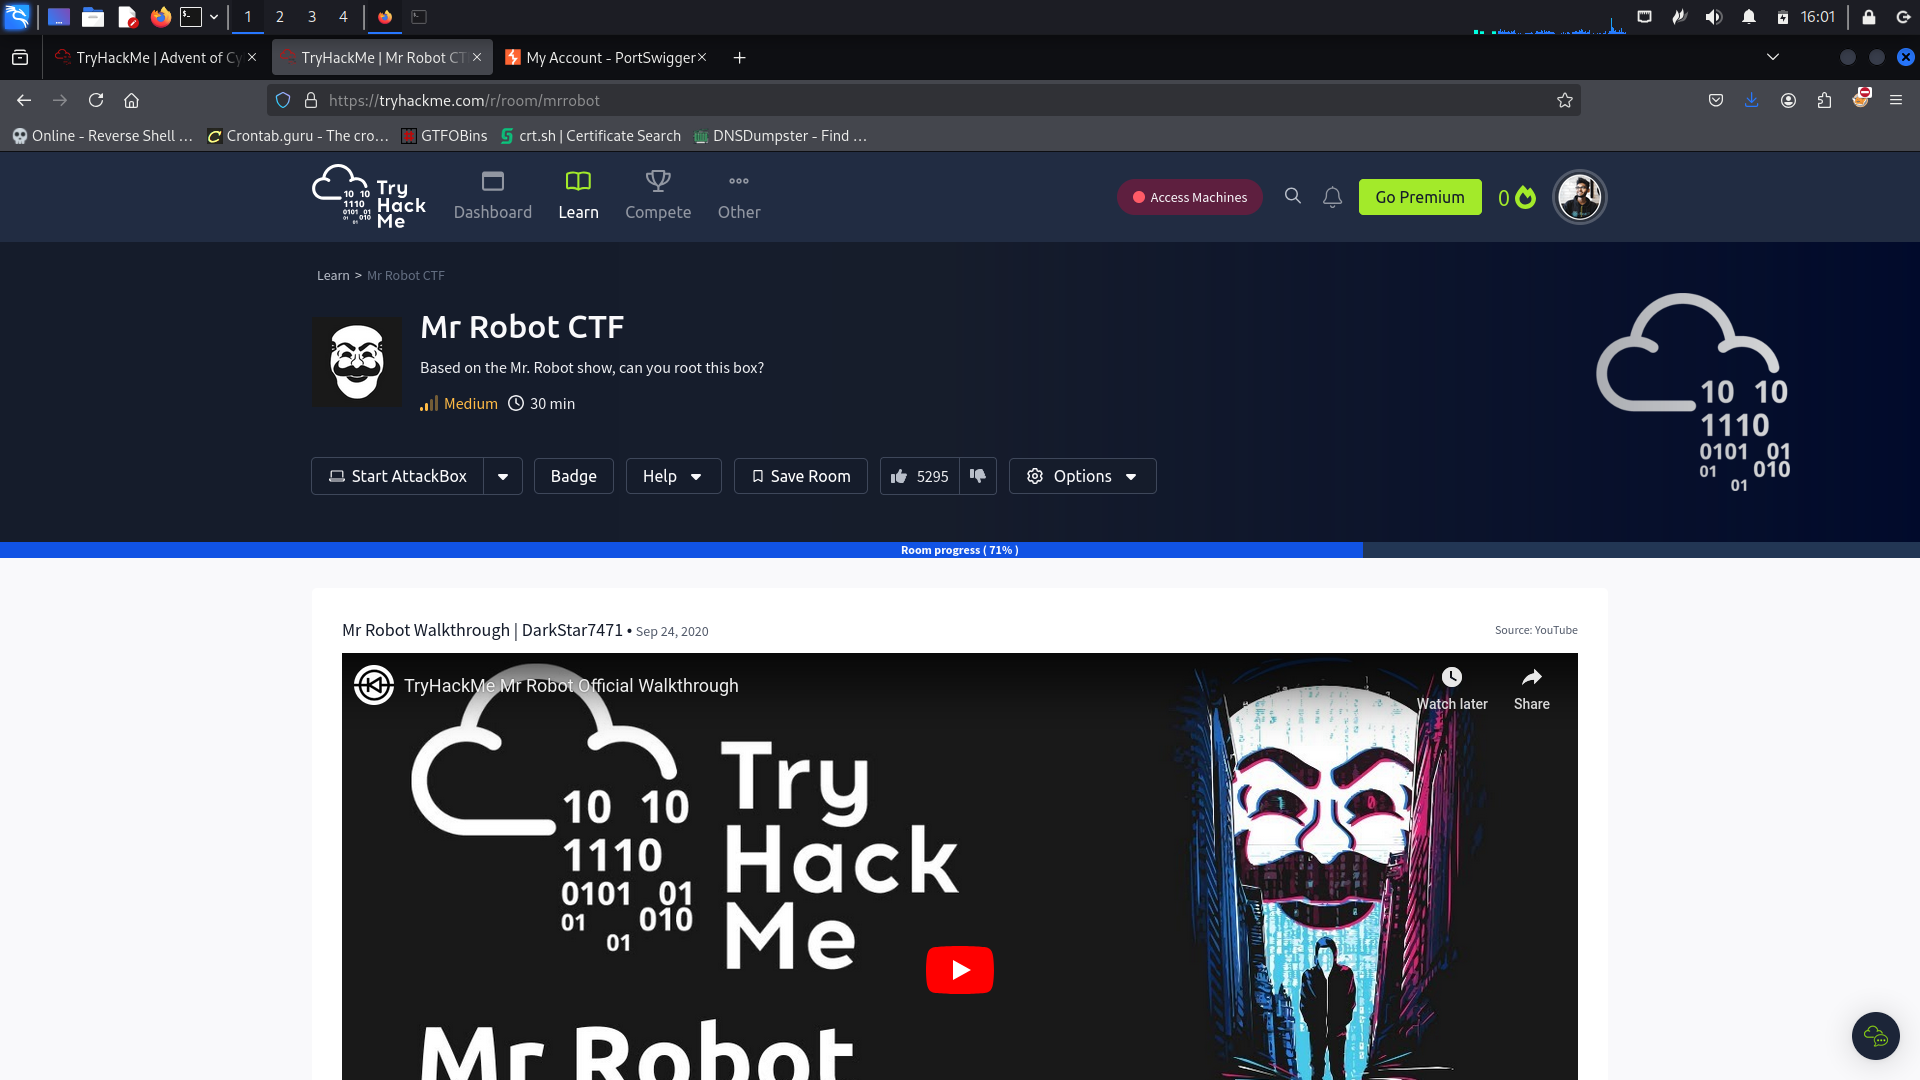 1 2 3 4
16:01
TryHackMe | Advent of Cy
TryHackMe | Mr Robot CT
My Account - PortSwigger
https://tryhackme.com/r/room/mrrobot
Online - Reverse Shell …
Crontab.guru - The cro…
GTFOBins
crt.sh | Certificate Search
DNSDumpster - Find …
10 10
1110
0101 01
01 010
01
Try
Hack
Me
Dashboard
Learn
Compete
Other
Access Machines
Go Premium
0
Learn > Mr Robot CTF
Mr Robot CTF
Based on the Mr. Robot show, can you root this box?
Medium
30 min
10 10
1110
0101 01
01 010
01
Start AttackBox
Badge
Help
Save Room
5295
Options
Room progress ( 71% )
Mr Robot Walkthrough | DarkStar7471 • Sep 24, 2020
Source: YouTube
TryHackMe Mr Robot Official Walkthrough
Watch later
Share
10 10
1110
0101 01
01 010
01
Try
Hack
Me
Mr Robot